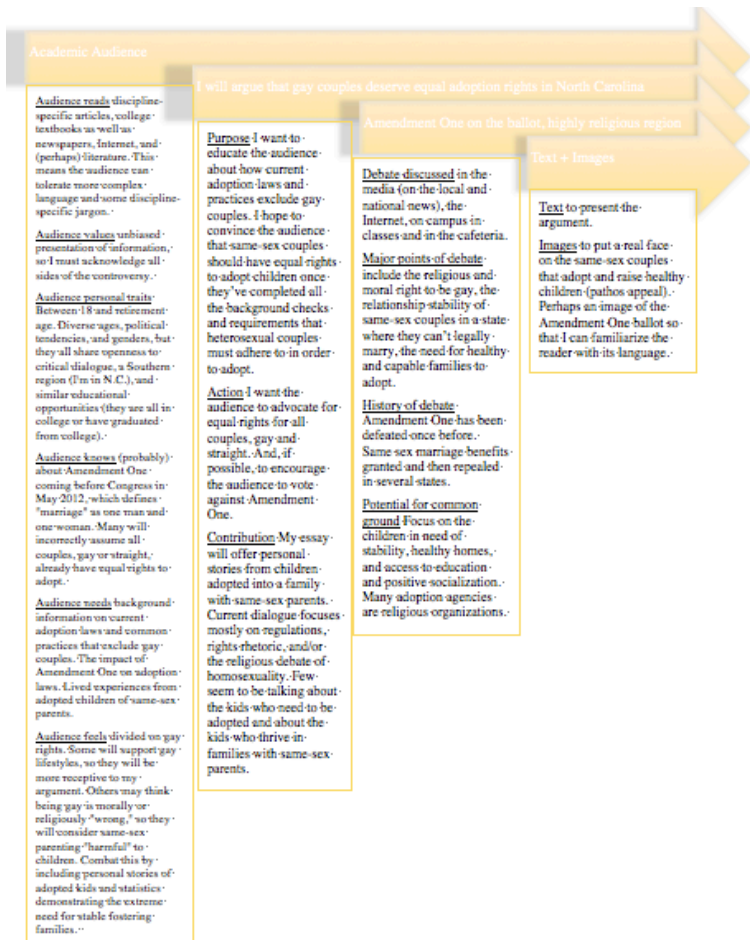 Academic Audience
Audience reads discipline-
specific articles, college
textbooks as well as
newspapers, Internet, and
(perhaps) literature. This
means the audience can
tolerate more complex
language and some discipline-
specific jargon.
Audience values unbiased
presentation of information,
so I must acknowledge all
sides of the controversy.
Audience personal traits
Between 18 and retirement
age. Diverse ages, political
tendencies, and genders, but
they all share openness to
critical dialogue, a Southern
region (I'm in N.C.), and
similar educational
opportunities (they are all in
college or have graduated
from college).
Audience knows (probably)
about Amendment One
coming before Congress in
May 2012, which defines
"marriage" as one man and
one woman. Many will
incorrectly assume all
couples, gay or straight,
already have equal rights to
adopt.
Audience needs background
information on current
adoption laws and common
practices that exclude gay
couples. The impact of
Amendment One on adoption
laws. Lived experiences from
adopted children of same-sex
parents.
Audience feels divided on gay
rights. Some will support gay
lifestyles, so they will be
more receptive to my
argument. Others may think
being gay is morally or
religiously "wrong," so they
will consider same-sex
parenting "harmful" to
children. Combat this by
including personal stories of
adopted kids and statistics
demonstrating the extreme
need for stable fostering
families.
I will argue that gay couples deserve equal adoption rights in North Carolina
Purpose I want to
educate the audience
about how current
adoption laws and
practices exclude gay
couples. I hope to
convince the audience
that same-sex couples
should have equal rights
to adopt children once
they've completed all
the background checks
and requirements that
heterosexual couples
must adhere to in order
to adopt.
Action I want the
audience to advocate for
equal rights for all
couples, gay and
straight. And, if
possible, to encourage
the audience to vote
against Amendment
One.
Contribution My essay
will offer personal
stories from children
adopted into a family
with same-sex parents.
Current dialogue focuses
mostly on regulations,
rights rhetoric, and/or
the religious debate of
homosexuality. Few
seem to be talking about
the kids who need to be
adopted and about the
kids who thrive in
families with same-sex
parents.
Amendment One on the ballot, highly religious region
Debate discussed in the
media (on the local and
national news), the
Internet, on campus in
classes and in the cafeteria.
Major points of debate
include the religious and
moral right to be gay, the
relationship stability of
same-sex couples in a state
where they can't legally
marry, the need for healthy
and capable families to
adopt.
History of debate
Amendment One has been
defeated once before.
Same sex marriage benefits
granted and then repealed
in several states.
Potential for common
ground Focus on the
children in need of
stability, healthy homes,
and access to education
and positive socialization.
Many adoption agencies
are religious organizations.
Text + Images
Text to present the
argument.
Images to put a real face
on the same-sex couples
that adopt and raise healthy
children (pathos appeal).
Perhaps an image of the
Amendment One ballot so
that I can familiarize the
reader with its language.